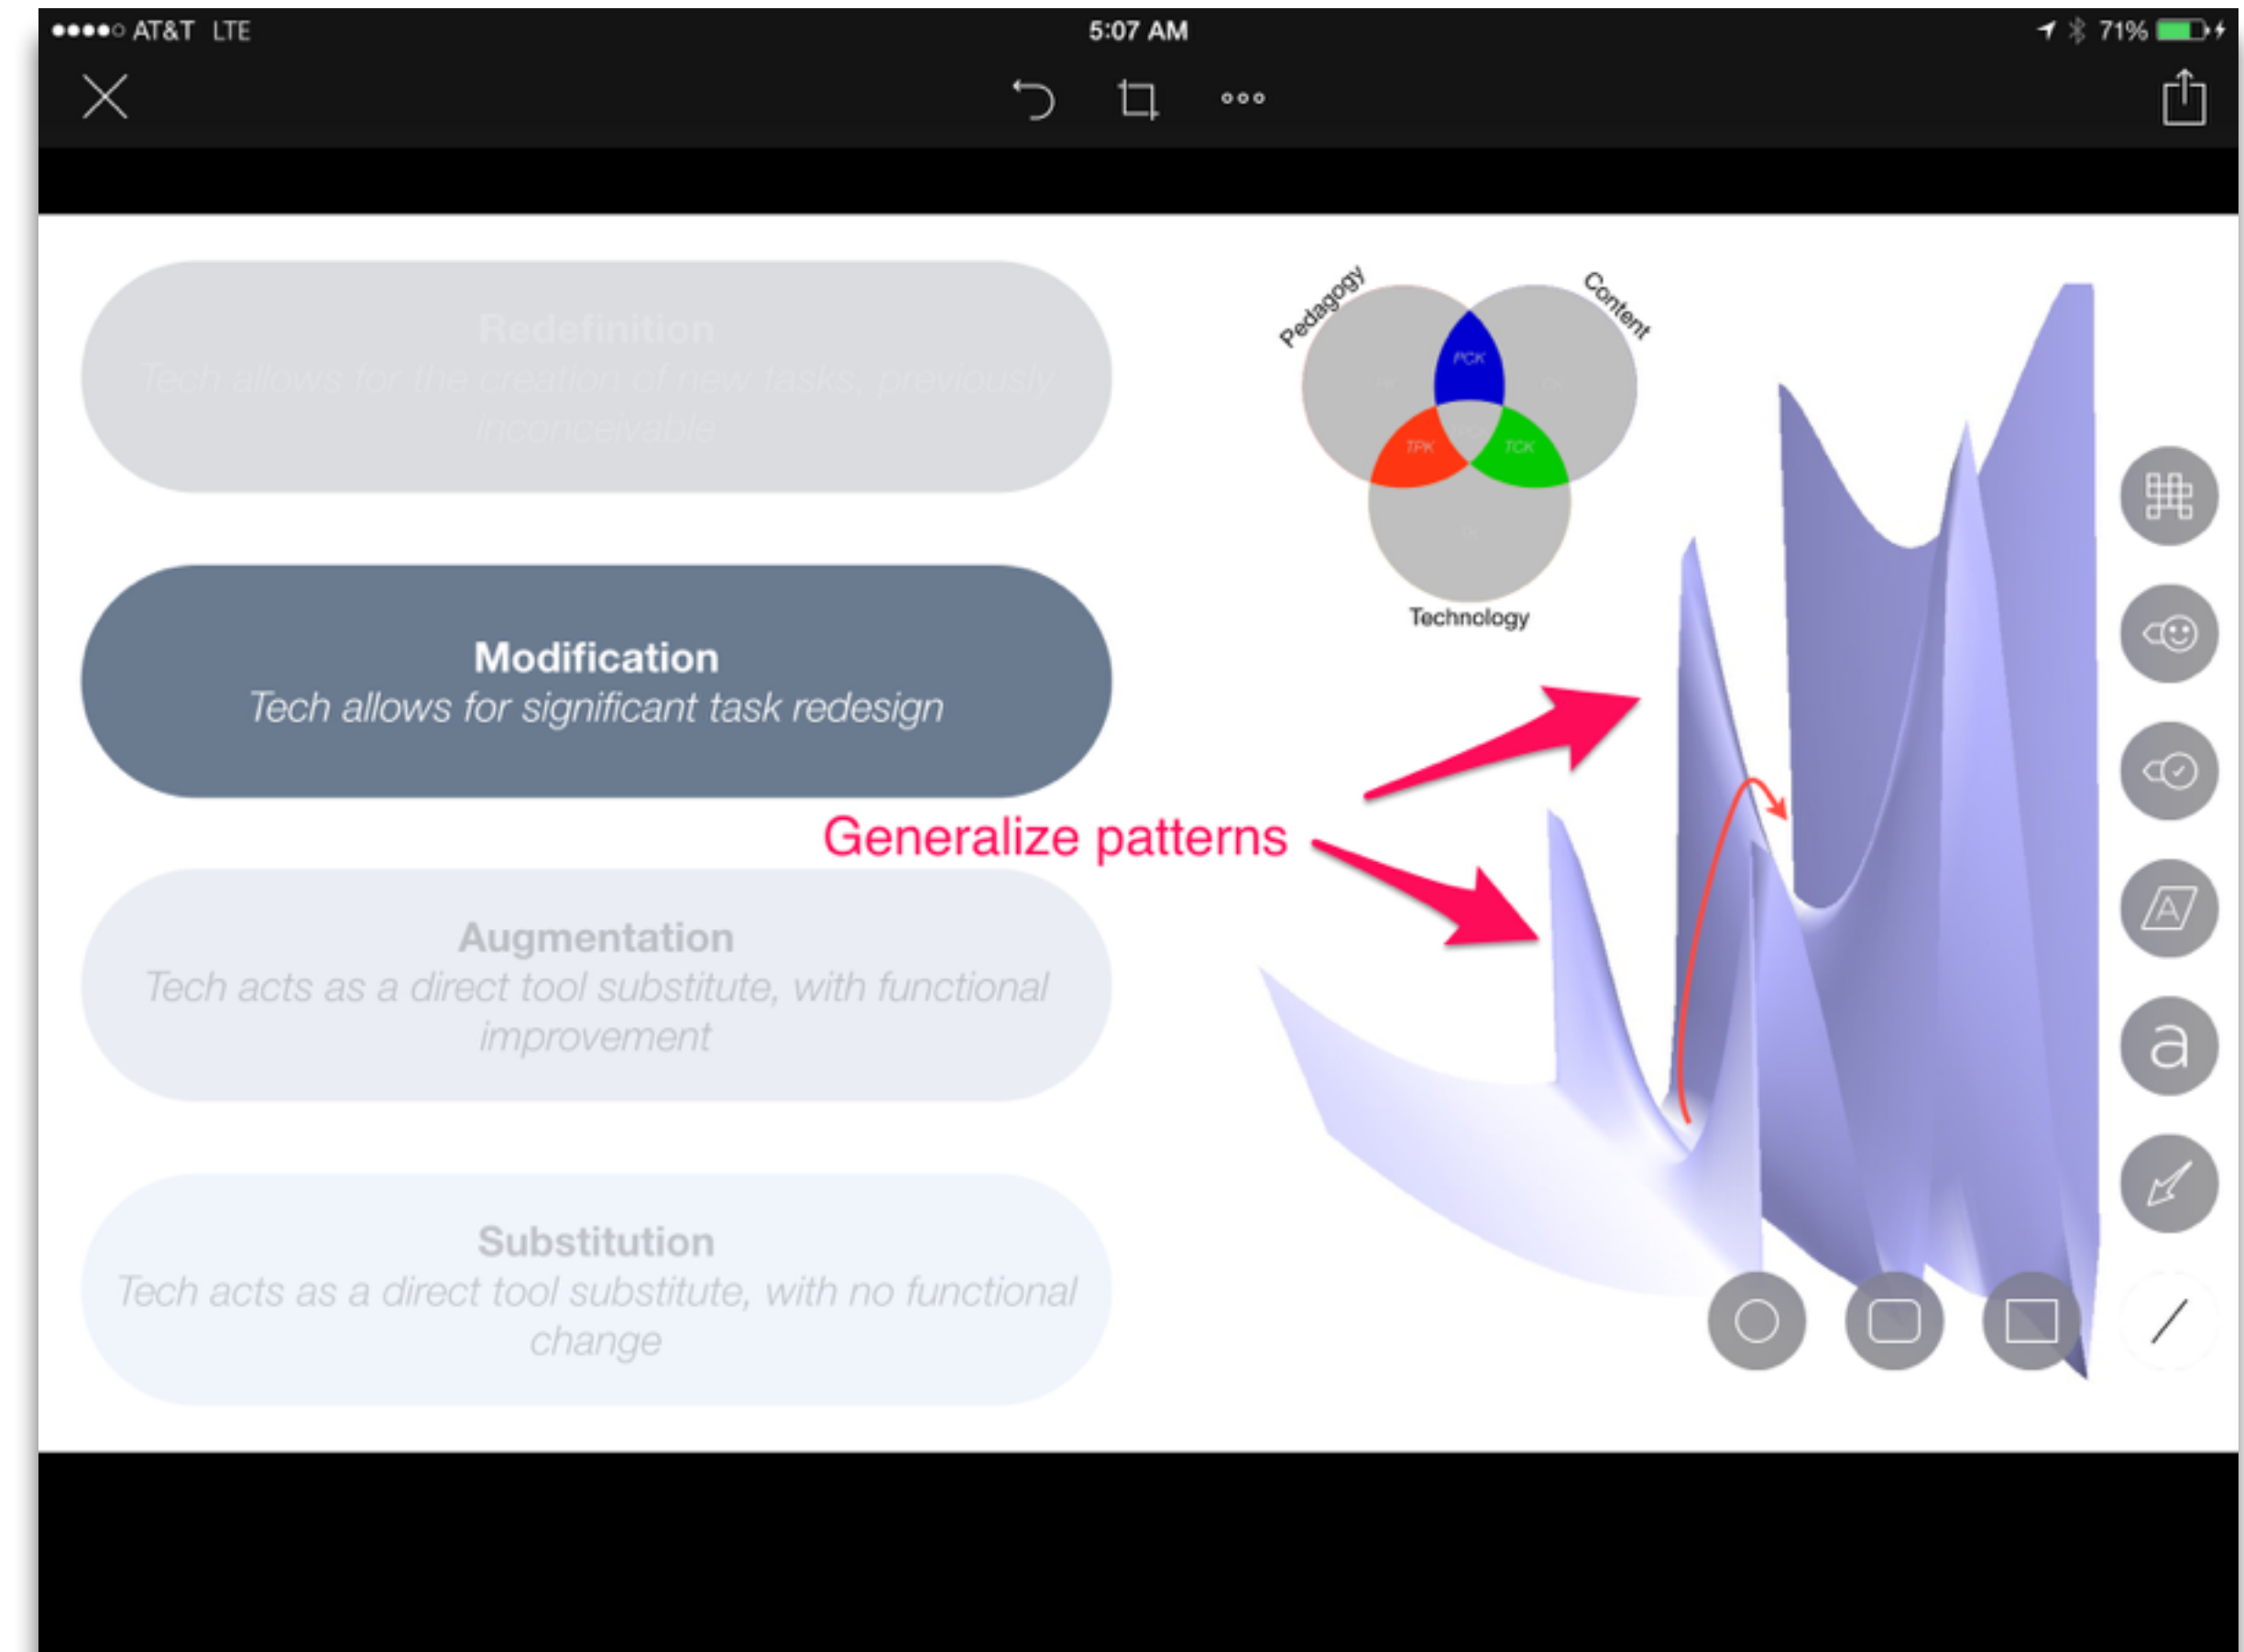 AT&T LTE
5:07 AM
71%
Redefinition
Tech allows for the creation of new tasks, previously
inconceivable
Modification
Tech allows for significant task redesign
Augmentation
Tech acts as a direct tool substitute, with functional
improvement
Substitution
Tech acts as a direct tool substitute, with no functional
change
Pedagogy
Content
PCK
TPK
TCK
Technology
Generalize patterns
A
a